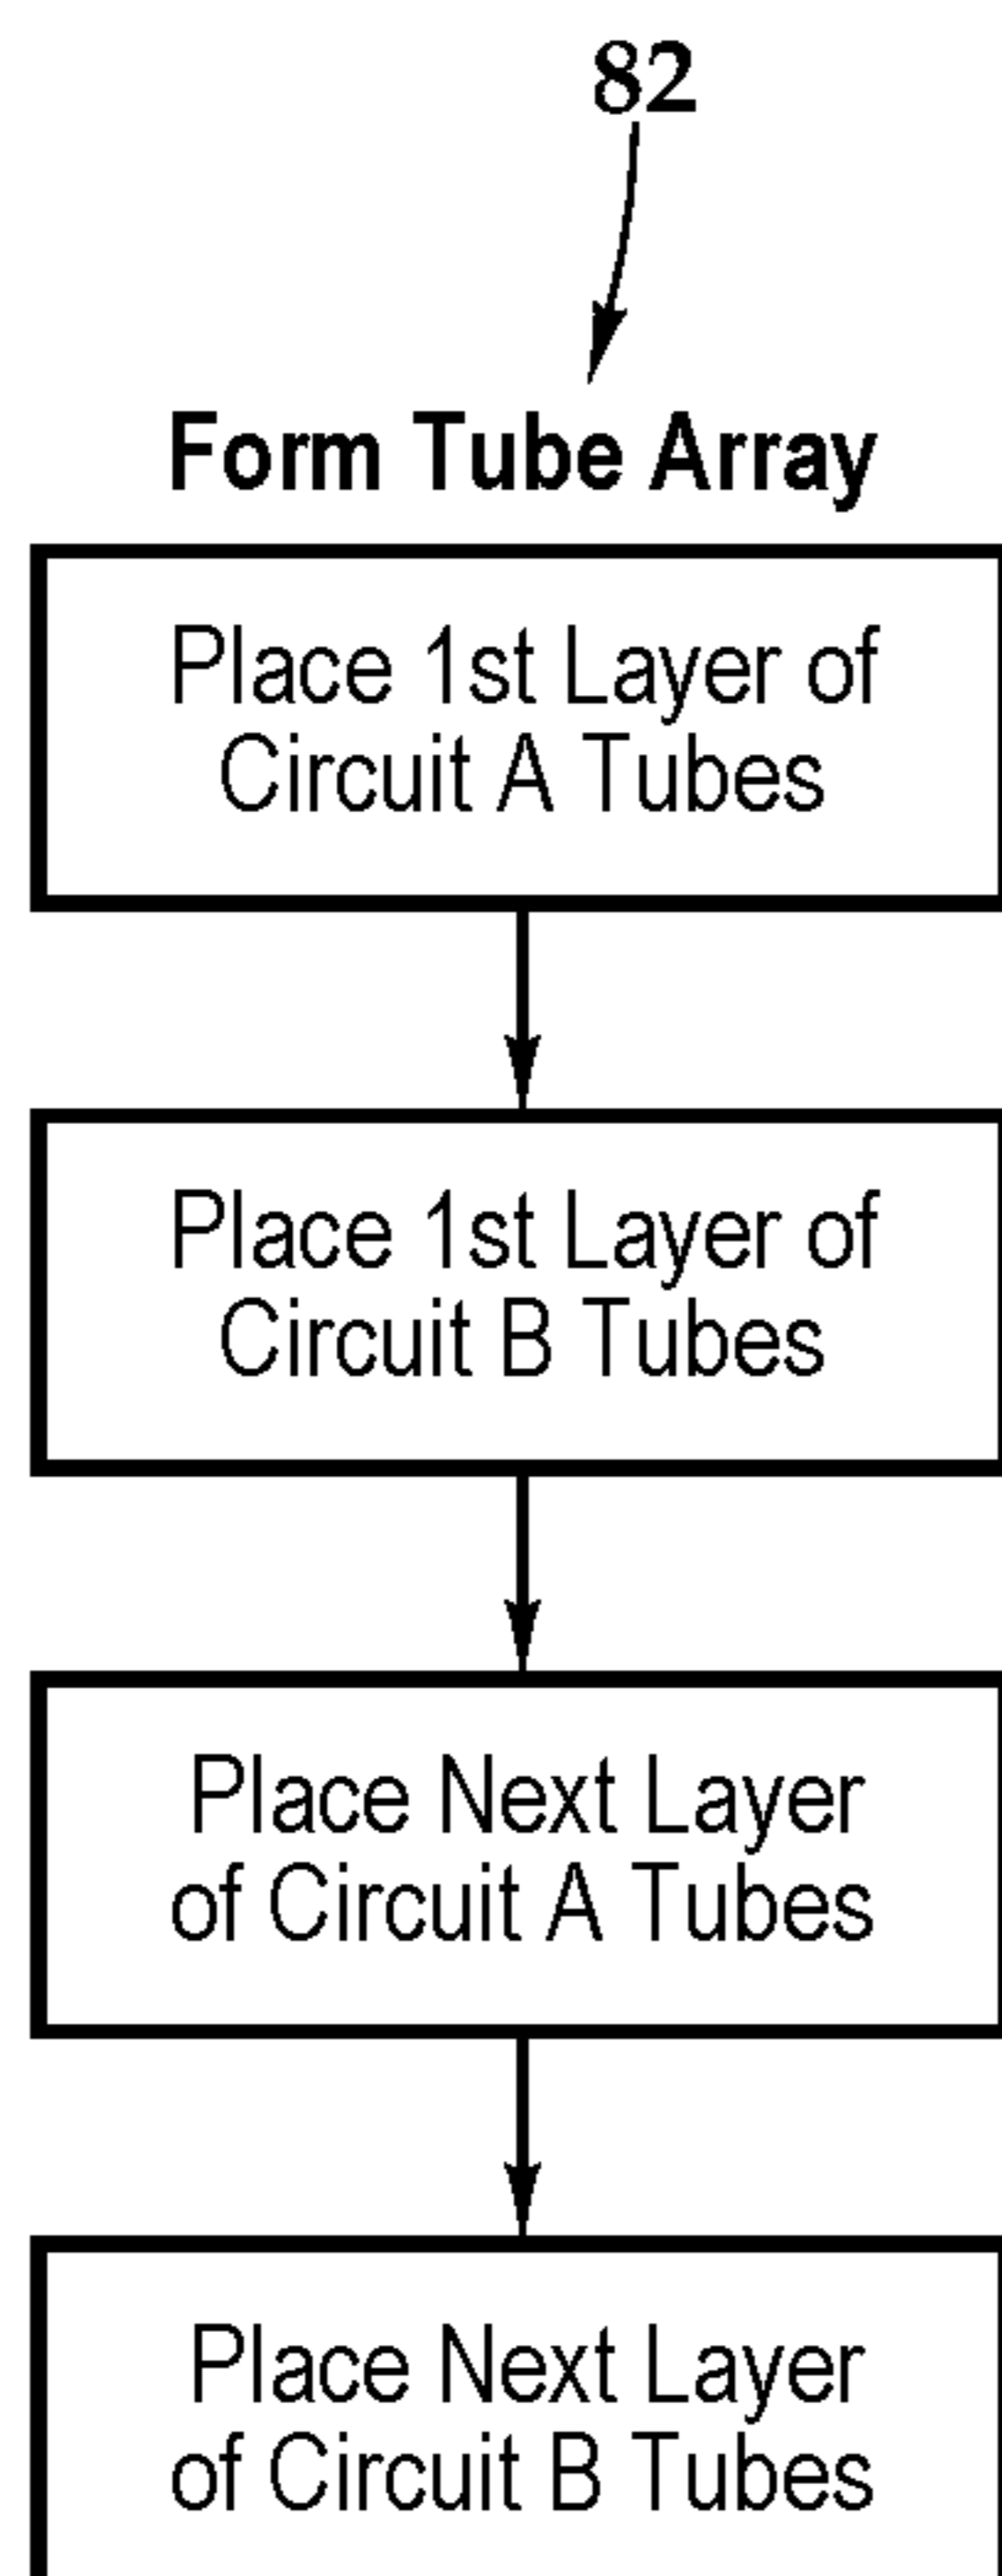 82
Form Tube Array
Place 1st Layer of
Circuit A Tubes
Place 1st Layer of
Circuit B Tubes
Place Next Layer
of Circuit A Tubes
Place Next Layer
of Circuit B Tubes